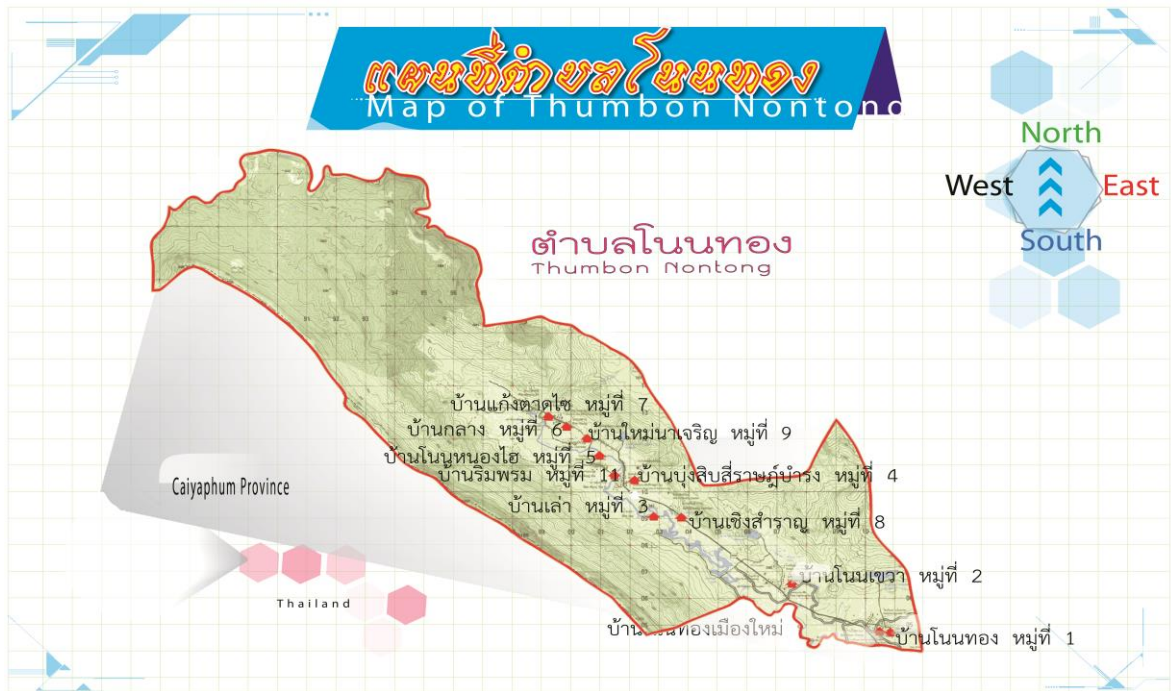 แผนที่ตำบลโนนทอง
Map of Thumbon Nontong
North
West
East
South
ตำบลโนนทอง
Thumbon Nontong
บ้านแก้งตาดไซ หมู่ที่ 7
บ้านกลาง หมู่ที่ 6
บ้านใหม่นาเจริญ หมู่ที่ 9
บ้านโนนหนองไฮ หมู่ที่ 5
บ้านริมพรม หมู่ที่ 11
บ้านบุ่งสิบสี่ราษฎ์บำรง หมู่ที่ 4
Caiyaphum Province
บ้านเล่า หมู่ที่ 3
บ้านเชิงสำราญ หมู่ที่ 8
บ้านโนนเขวา หมู่ที่ 2
Thailand
บ้านโนนทองเมืองใหม่
บ้านโนนทอง หมู่ที่ 1